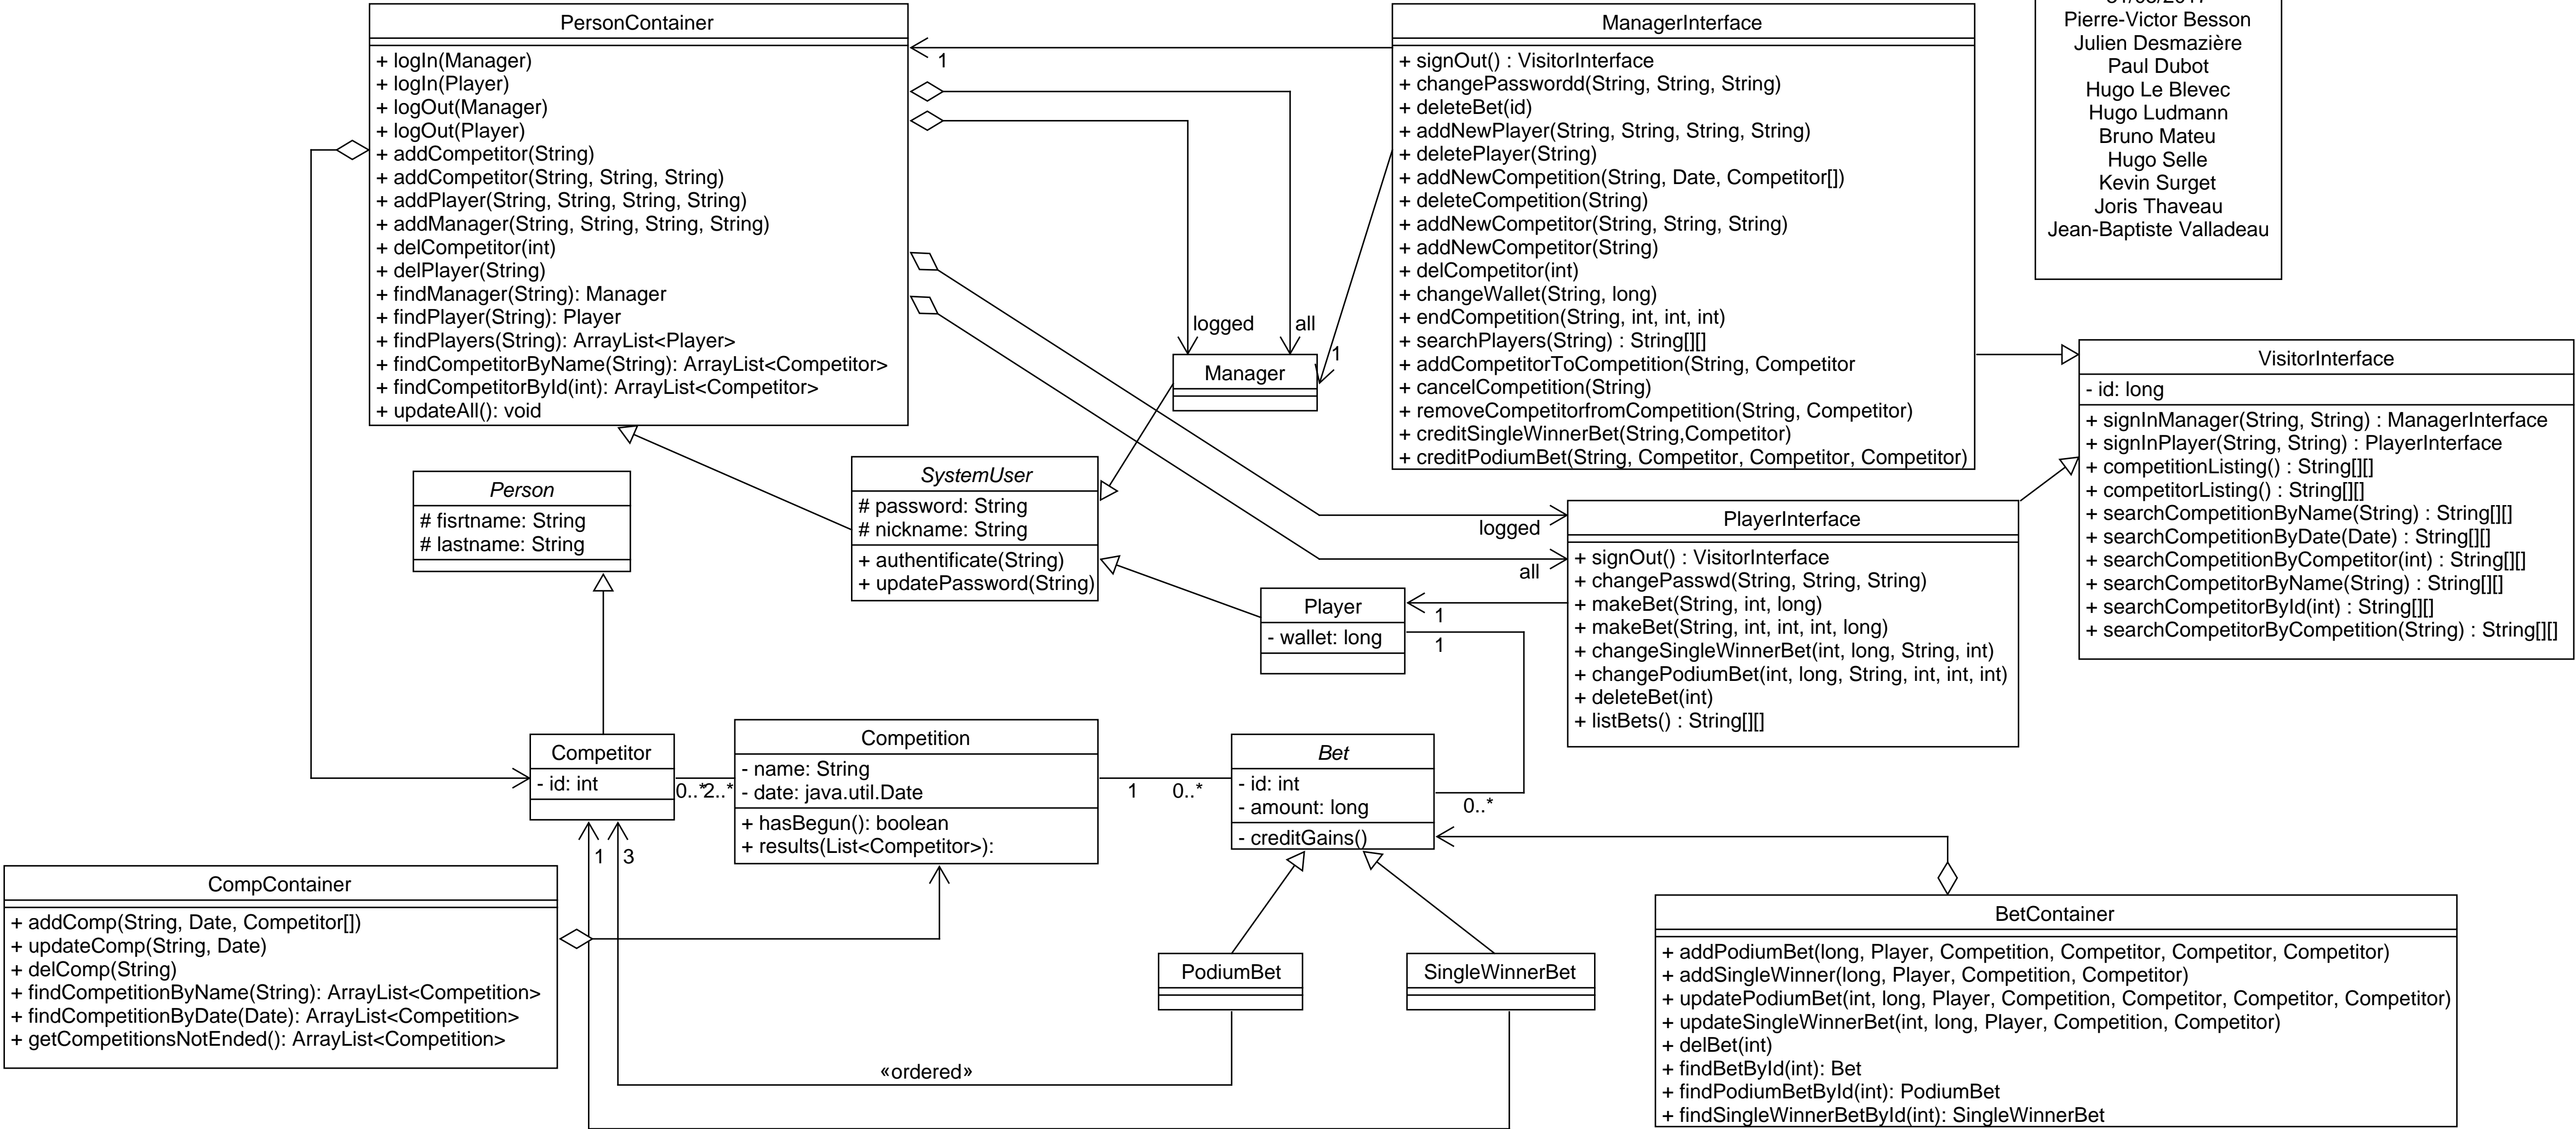 PersonContainer
+ logIn(Manager)
+ logIn(Player)
+ logOut(Manager)
+ logOut(Player)
+ addCompetitor(String)
+ addCompetitor(String, String, String)
+ addPlayer(String, String, String, String)
+ addManager(String, String, String, String)
+ delCompetitor(int)
+ delPlayer(String)
+ findManager(String): Manager
+ findPlayer(String): Player
+ findPlayers(String): ArrayList<Player>
+ findCompetitorByName(String): ArrayList<Competitor>
+ findCompetitorById(int): ArrayList<Competitor>
+ updateAll(): void
1
logged
all
1
ManagerInterface
+ signOut() : VisitorInterface
+ changePasswordd(String, String, String)
+ deleteBet(id)
+ addNewPlayer(String, String, String, String)
+ deletePlayer(String)
+ addNewCompetition(String, Date, Competitor[])
+ deleteCompetition(String)
+ addNewCompetitor(String, String, String)
+ addNewCompetitor(String)
+ delCompetitor(int)
+ changeWallet(String, long)
+ endCompetition(String, int, int, int)
+ searchPlayers(String) : String[][]
+ addCompetitorToCompetition(String, Competitor
+ cancelCompetition(String)
+ removeCompetitorfromCompetition(String, Competitor)
+ creditSingleWinnerBet(String,Competitor)
+ creditPodiumBet(String, Competitor, Competitor, Competitor)
Pierre-Victor Besson
Julien Desmazière
Paul Dubot
Hugo Le Blevec
Hugo Ludmann
Bruno Mateu
Hugo Selle
Kevin Surget
Joris Thaveau
Jean-Baptiste Valladeau
Manager
VisitorInterface
- id: long
+ signInManager(String, String) : ManagerInterface
+ signInPlayer(String, String) : PlayerInterface
+ competitionListing() : String[][]
+ competitorListing() : String[][]
+ searchCompetitionByName(String) : String[][]
+ searchCompetitionByDate(Date) : String[][]
+ searchCompetitionByCompetitor(int) : String[][]
+ searchCompetitorByName(String) : String[][]
+ searchCompetitorById(int) : String[][]
+ searchCompetitorByCompetition(String) : String[][]
Person
# fisrtname: String
# lastname: String
SystemUser
# password: String
# nickname: String
+ authentificate(String)
+ updatePassword(String)
logged
all
PlayerInterface
+ signOut() : VisitorInterface
+ changePasswd(String, String, String)
+ makeBet(String, int, long)
+ makeBet(String, int, int, int, long)
+ changeSingleWinnerBet(int, long, String, int)
+ changePodiumBet(int, long, String, int, int, int)
+ deleteBet(int)
+ listBets() : String[][]
Player
- wallet: long
1
1
Competitor
- id: int
0..*
2..*
Competition
- name: String
- date: java.util.Date
+ hasBegun(): boolean
+ results(List<Competitor>):
1
0..*
Bet
- id: int
- amount: long
- creditGains()
0..*
1
3
CompContainer
+ addComp(String, Date, Competitor[])
+ updateComp(String, Date)
+ delComp(String)
+ findCompetitionByName(String): ArrayList<Competition>
+ findCompetitionByDate(Date): ArrayList<Competition>
+ getCompetitionsNotEnded(): ArrayList<Competition>
PodiumBet
SingleWinnerBet
«ordered»
BetContainer
+ addPodiumBet(long, Player, Competition, Competitor, Competitor, Competitor)
+ addSingleWinner(long, Player, Competition, Competitor)
+ updatePodiumBet(int, long, Player, Competition, Competitor, Competitor, Competitor)
+ updateSingleWinnerBet(int, long, Player, Competition, Competitor)
+ delBet(int)
+ findBetById(int): Bet
+ findPodiumBetById(int): PodiumBet
+ findSingleWinnerBetById(int): SingleWinnerBet